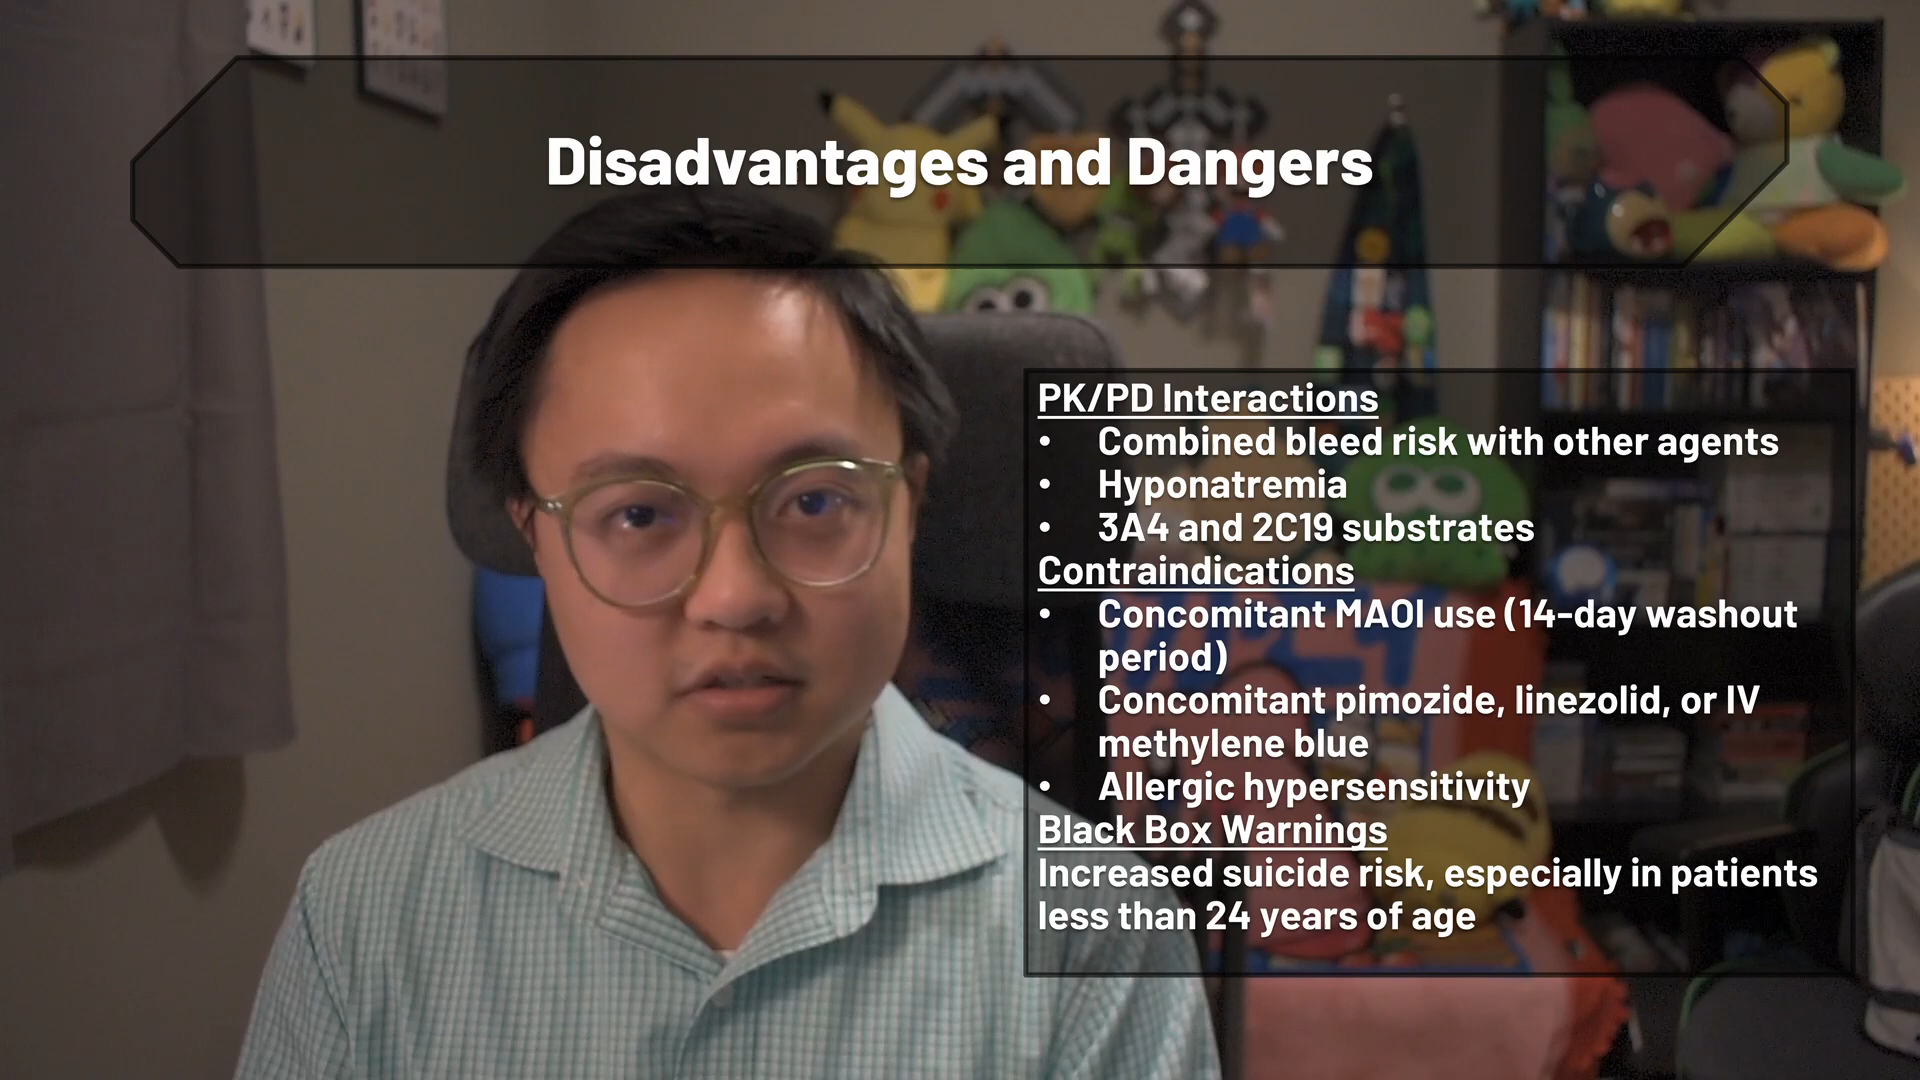 Disadvantages and Dangers
PK/PD Interactions
• Combined bleed risk with other agents
• Hyponatremia
• 3A4 and 2C19 substrates
Contraindications
• Concomitant MAOI use (14-day washout
period)
• Concomitant pimozide, linezolid, or IV
methylene blue
• Allergic hypersensitivity
Black Box Warnings
Increased suicide risk, especially in patients
less than 24 years of age